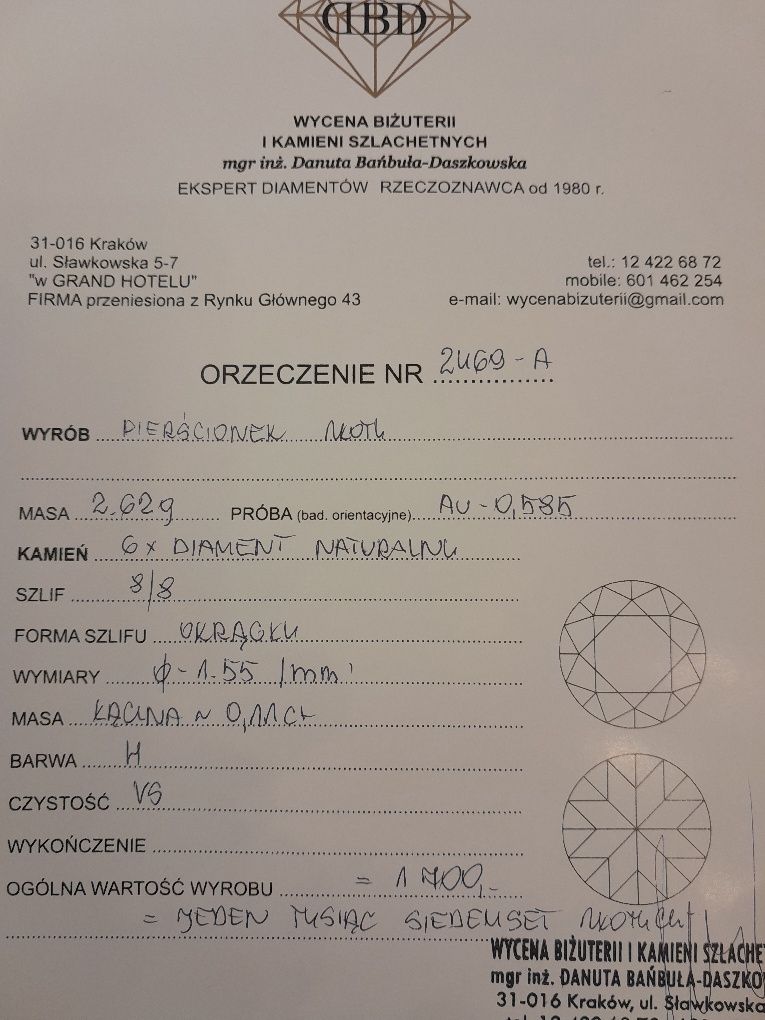 DBD
WYCENA BIŻUTERII
I KAMIENI SZLACHETNYCH
mgr inż. Danuta Bańbuła-Daszkowska
EKSPERT DIAMENTÓW RZECZOZNAWCA od 1980 r.
31-016 Kraków
ul. Sławkowska 5-7
"w GRAND HOTELU"
FIRMA przeniesiona z Rynku Głównego 43
tel.: 12 422 68 72
mobile: 601 462 254
e-mail: wycenabizuterii@gmail.com
ORZECZENIE NR 2469-A
WYRÓB PIERŚCIONEK złoty
MASA 2.62g PRÓBA (bad. orientacyjne) AU-0,585
KAMIEŃ 6x DIAMENT NATURALNY
SZLIF 8/8
FORMA SZLIFU OKRĄGŁY
WYMIARY ϕ-1.55 /mm/
MASA ŁĄCZNA ~ 0,11ct
BARWA H
CZYSTOŚĆ VS
WYKOŃCZENIE
OGÓLNA WARTOŚĆ WYROBU = 1700,-
= JEDEN TYSIĄC SIEDEMSET złotych
WYCENA BIŻUTERII I KAMIENI SZLACHE
mgr inż. DANUTA BAŃBUŁA-DASZKO
31-016 Kraków, ul. Sławkowska